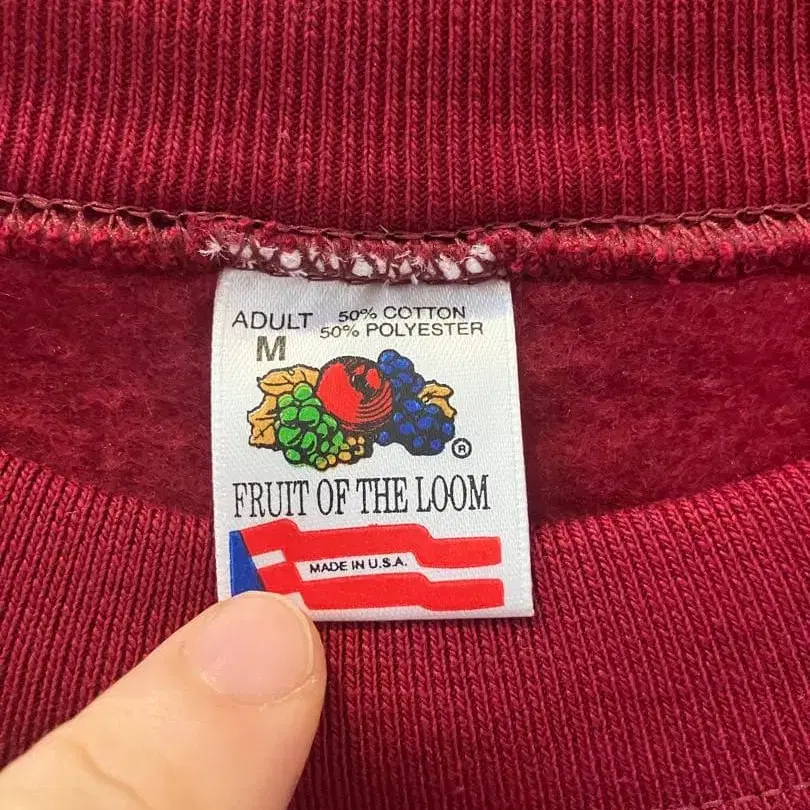 ADULT 50% COTTON
50% POLYESTER
M
®
FRUIT OF THE LOOM
MADE IN U.S.A.